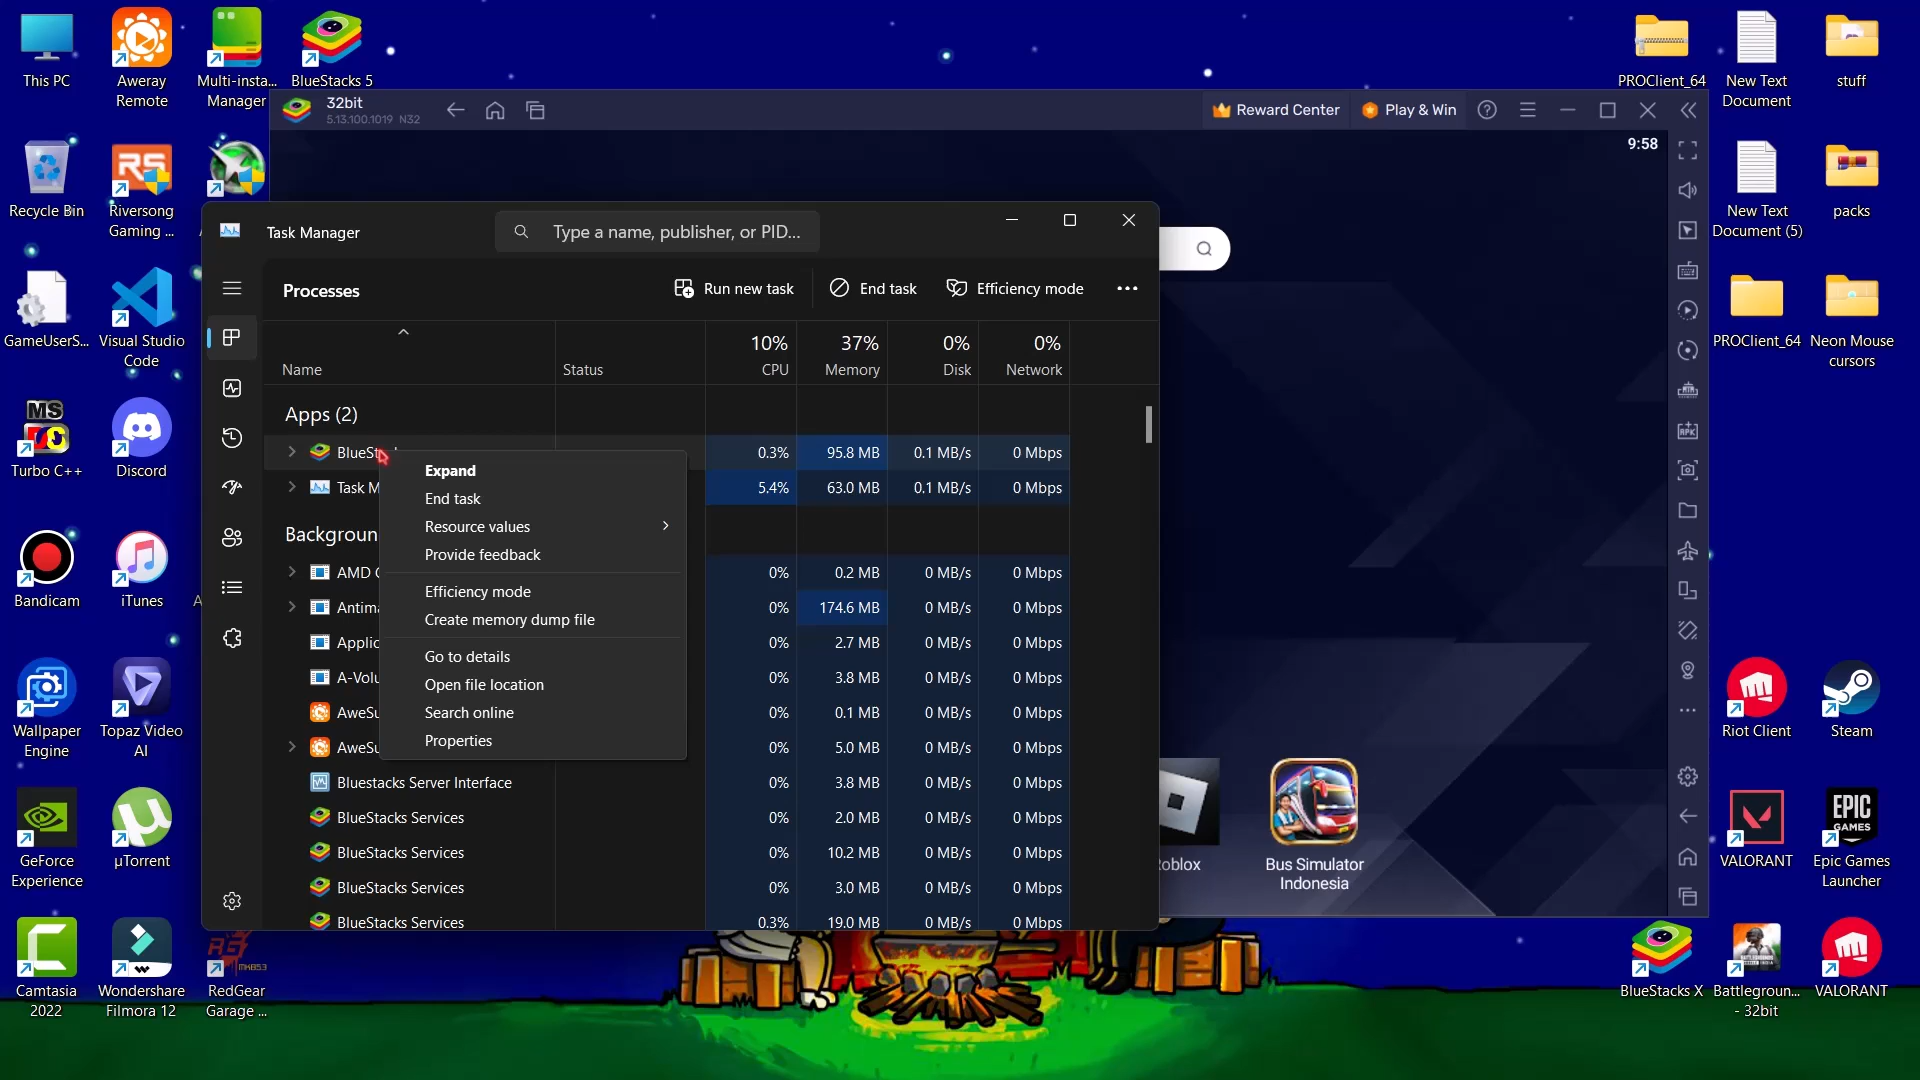 This PC
Aweray
Remote
Multi-insta...
Manager
BlueStacks 5
PROClient_64
New Text
Document
stuff
32bit
5.13.100.1019 N32
Reward Center
Play & Win
9:58
Recycle Bin
Riversong
Gaming ...
New Text
Document (5)
packs
Task Manager
Type a name, publisher, or PID...
Processes
Run new task
End task
Efficiency mode
GameUserS...
Visual Studio
Code
PROClient_64
Neon Mouse
cursors
10%
37%
0%
0%
Name
Status
CPU
Memory
Disk
Network
Apps (2)
BlueSt
0.3%
95.8 MB
0.1 MB/s
0 Mbps
Task M
5.4%
63.0 MB
0.1 MB/s
0 Mbps
Expand
End task
Resource values
Provide feedback
Efficiency mode
Create memory dump file
Go to details
Open file location
Search online
Properties
Backgroun
AMD
0%
0.2 MB
0 MB/s
0 Mbps
Antima
0%
174.6 MB
0 MB/s
0 Mbps
Applic
0%
2.7 MB
0 MB/s
0 Mbps
A-Volu
0%
3.8 MB
0 MB/s
0 Mbps
AweSu
0%
0.1 MB
0 MB/s
0 Mbps
AweSu
0%
5.0 MB
0 MB/s
0 Mbps
Bluestacks Server Interface
0%
3.8 MB
0 MB/s
0 Mbps
BlueStacks Services
0%
2.0 MB
0 MB/s
0 Mbps
BlueStacks Services
0%
10.2 MB
0 MB/s
0 Mbps
BlueStacks Services
0%
3.0 MB
0 MB/s
0 Mbps
BlueStacks Services
0.3%
19.0 MB
0 MB/s
0 Mbps
Turbo C++
Discord
Bandicam
iTunes
Wallpaper
Engine
Topaz Video
AI
Riot Client
Steam
GeForce
Experience
µTorrent
oblox
Bus Simulator
Indonesia
VALORANT
EPIC
GAMES
Epic Games
Launcher
Camtasia
2022
Wondershare
Filmora 12
RedGear
Garage ...
BlueStacks X
Battlegroun...
- 32bit
VALORANT